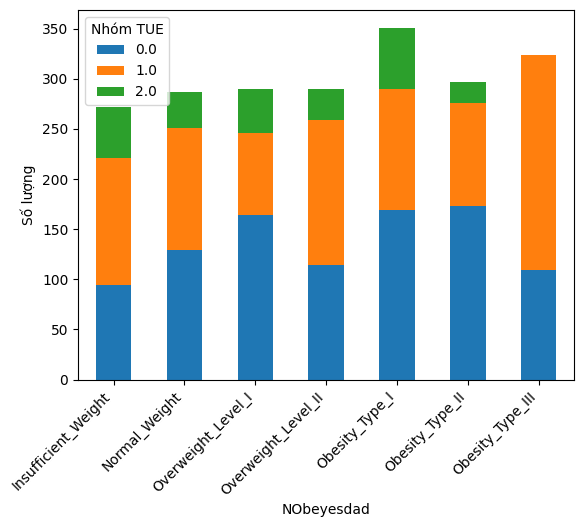 Nhóm TUE
0.0
1.0
2.0
350
300
250
200
150
100
50
0
Số lượng
Insufficient_Weight
Normal_Weight
Overweight_Level_I
Overweight_Level_II
Obesity_Type_I
Obesity_Type_II
Obesity_Type_III
NObeyesdad